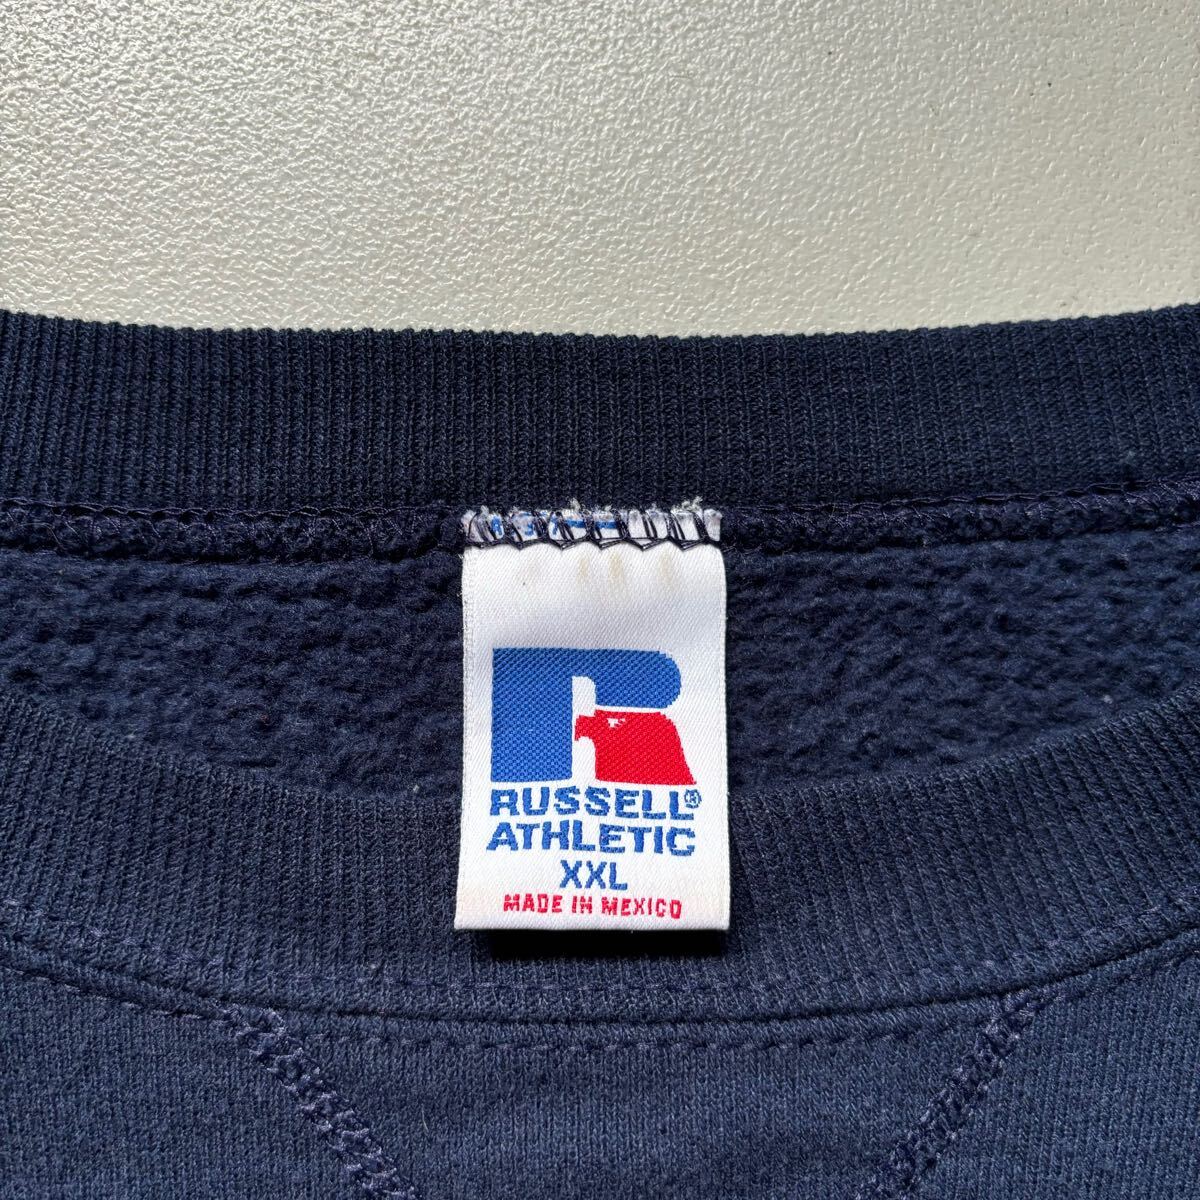 RUSSELL®
ATHLETIC
XXL
MADE IN MEXICO